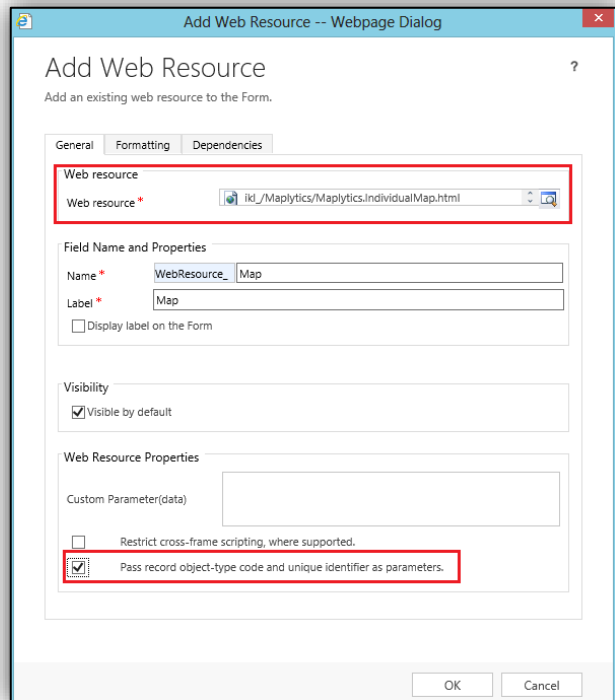 Add Web Resource -- Webpage Dialog
Add Web Resource
?
Add an existing web resource to the Form.
General Formatting Dependencies
Web resource
Web resource * ikl_/Maplytics/Maplytics.IndividualMap.html
Field Name and Properties
Name * WebResource_ Map
Label * Map
Display label on the Form
Visibility
Visible by default
Web Resource Properties
Custom Parameter(data)
Restrict cross-frame scripting, where supported.
Pass record object-type code and unique identifier as parameters.
OK Cancel